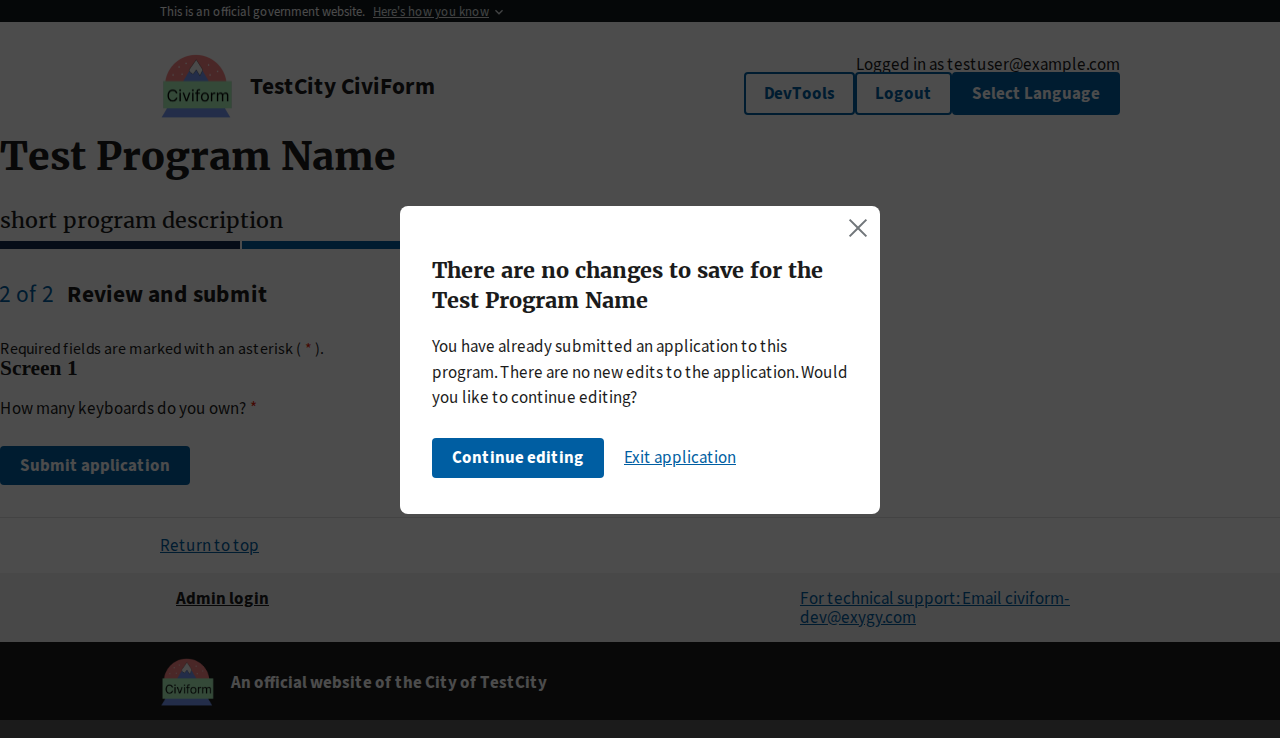 This is an official government website. Here's how you know
Logged in as testuser@example.com
Civiform
TestCity CiviForm
DevTools
Logout
Select Language
Test Program Name
short program description
2 of 2 Review and submit
Required fields are marked with an asterisk ( * ).
Screen 1
How many keyboards do you own? *
Submit application
There are no changes to save for the
Test Program Name
You have already submitted an application to this
program. There are no new edits to the application. Would
you like to continue editing?
Continue editing
Exit application
Return to top
Admin login
For technical support: Email civiform-
dev@exygy.com
Civiform
An official website of the City of TestCity